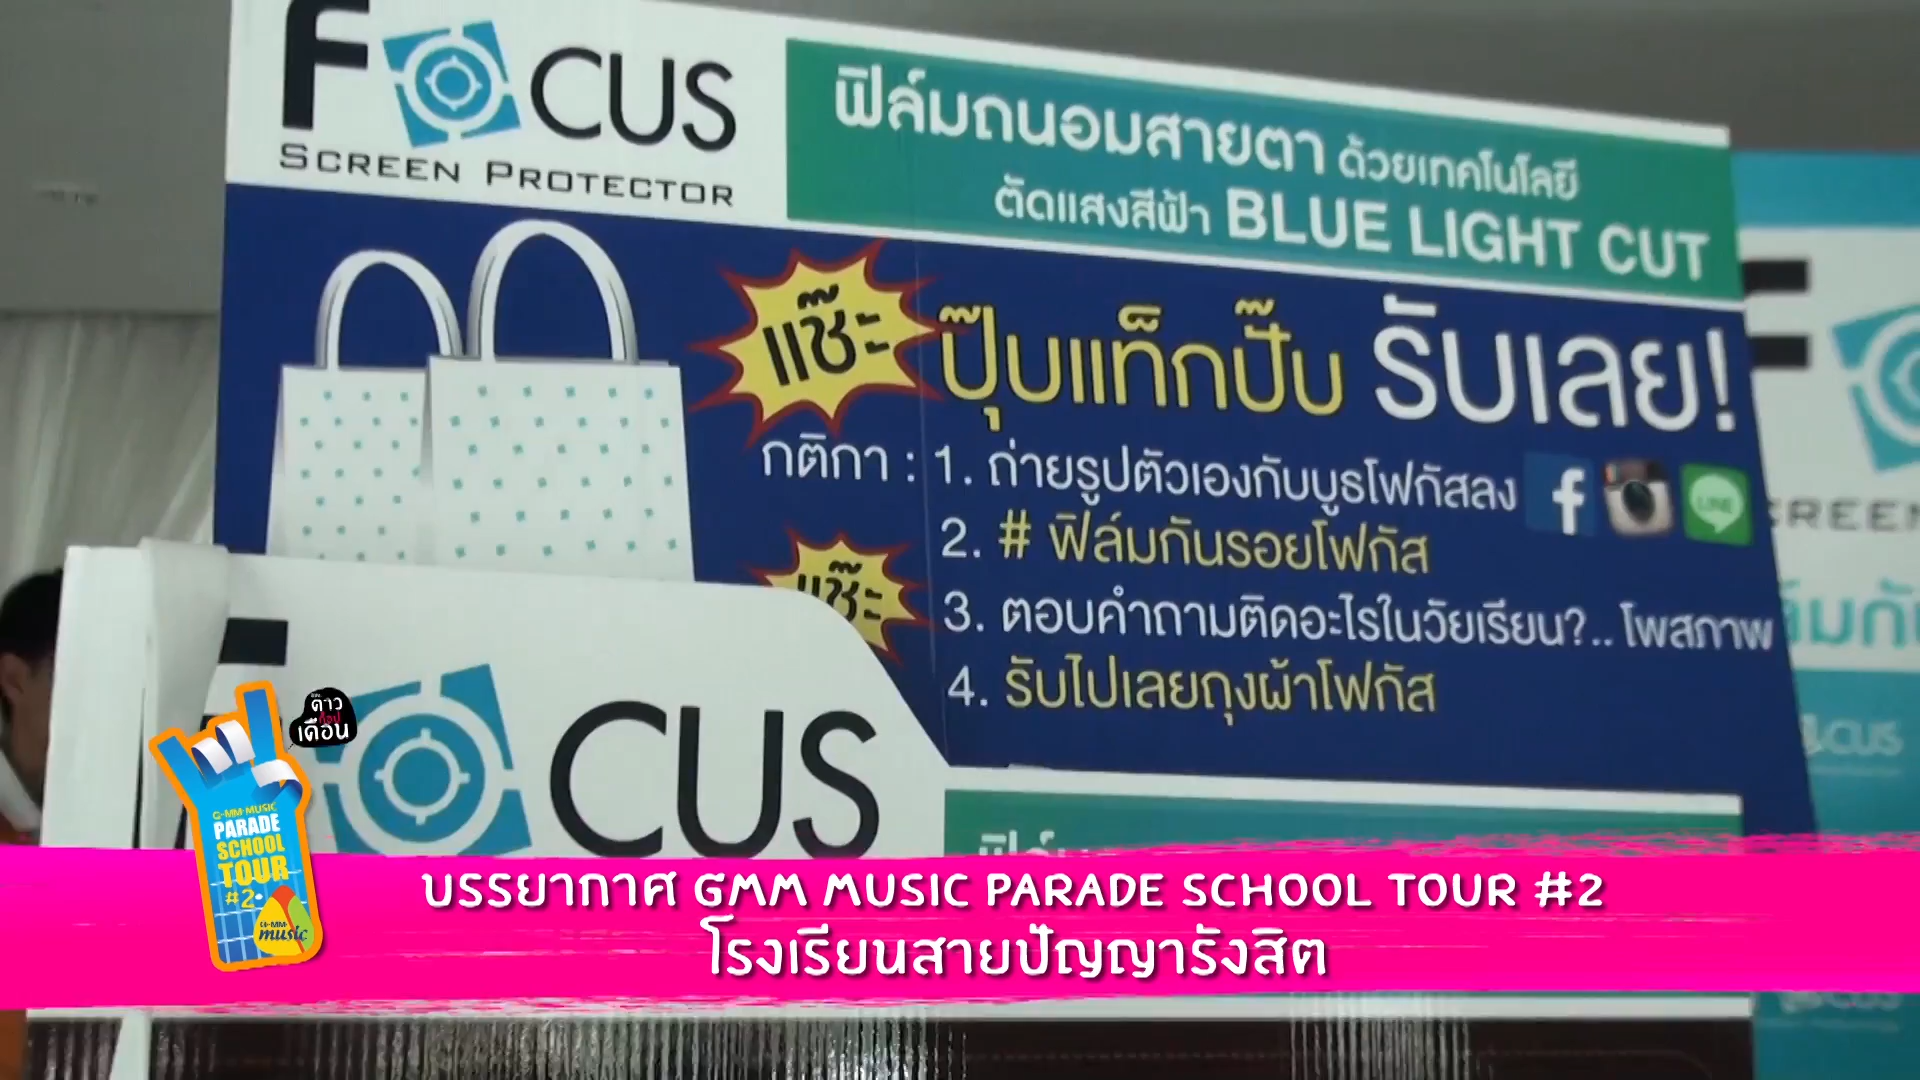 FOCUS
SCREEN PROTECTOR
ฟิล์มถนอมสายตา ด้วยเทคโนโลยี
ตัดแสงสีฟ้า BLUE LIGHT CUT
แช๊ะ ปุ๊บแท็กปั๊บ รับเลย!
กติกา : 1. ถ่ายรูปตัวเองกับบูธโฟกัสลง
LINE
2. # ฟิล์มกันรอยโฟกัส
3. ตอบคำถามติดอะไรในวัยเรียน?.. โพสภาพ
4. รับไปเลยถุงผ้าโฟกัส
แช๊ะ
FOCUS
ฟิล์ม
CUS
ดาว
เดือน
G-MM MUSIC
PARADE
SCHOOL
TOUR
#2
music
บรรยากาศ GMM MUSIC PARADE SCHOOL TOUR #2
โรงเรียนสายปัญญารังสิต